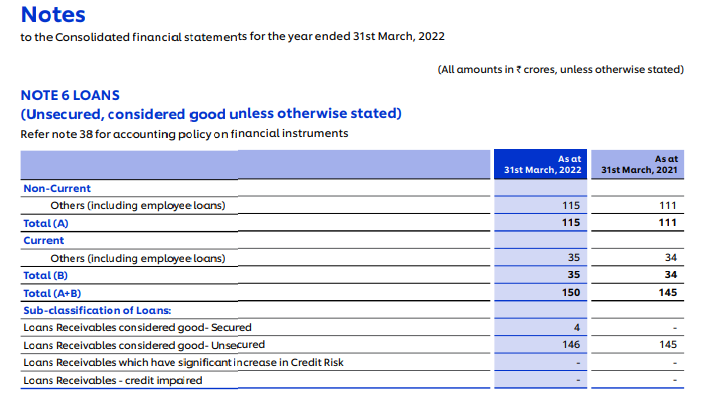 Notes
to the Consolidated financial statements for the year ended 31st March, 2022
(All amounts in ₹ crores, unless otherwise stated)
NOTE 6 LOANS
(Unsecured, considered good unless otherwise stated)
Refer note 38 for accounting policy on financial instruments
As at 31st March, 2022 As at 31st March, 2021
Non-Current
Others (including employee loans) 115 111
Total (A) 115 111
Current
Others (including employee loans) 35 34
Total (B) 35 34
Total (A+B) 150 145
Sub-classification of Loans:
Loans Receivables considered good- Secured 4 -
Loans Receivables considered good- Unsecured 146 145
Loans Receivables which have significant increase in Credit Risk - -
Loans Receivables - credit impaired - -